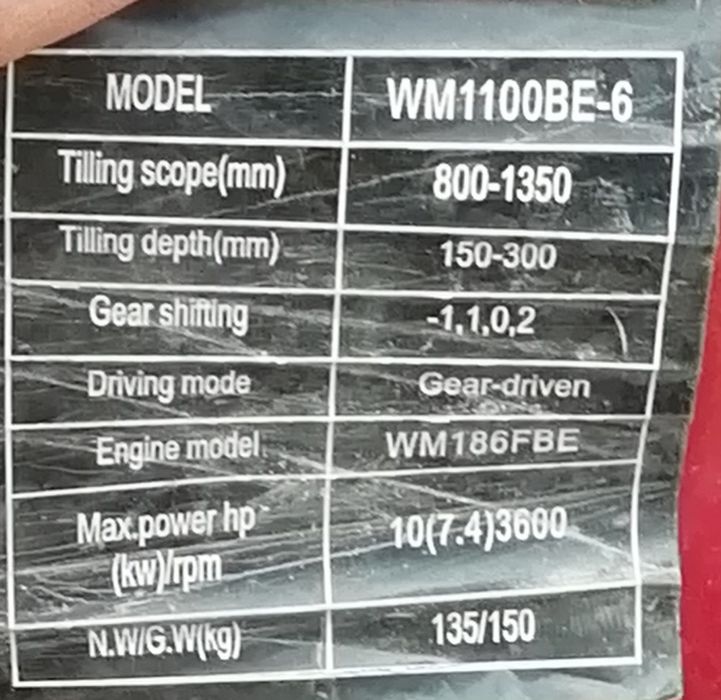 MODEL WM1100BE-6
Tilling scope(mm) 800-1350
Tilling depth(mm) 150-300
Gear shifting -1,1,0,2
Driving mode Gear-driven
Engine model WM186FBE
Max.power hp 10(7.4)3600
(kw)/rpm
N.W/G.W(kg) 135/150